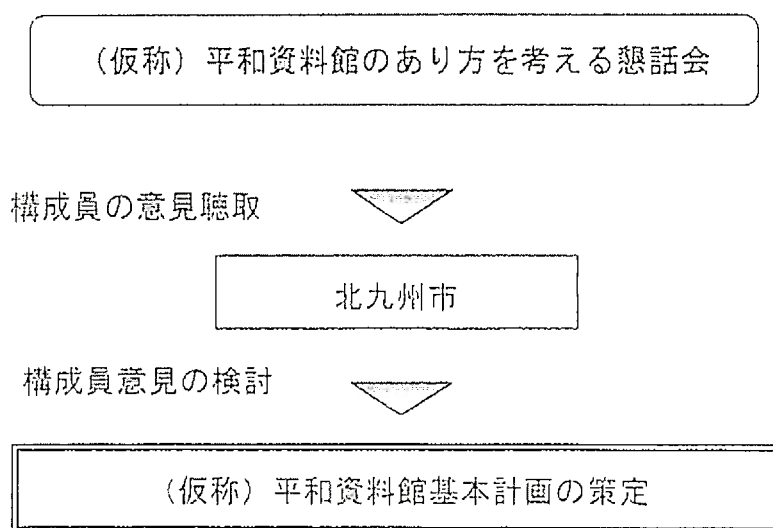 （仮称）平和資料館のあり方を考える懇話会
構成員の意見聴取
北九州市
構成員意見の検討
（仮称）平和資料館基本計画の策定